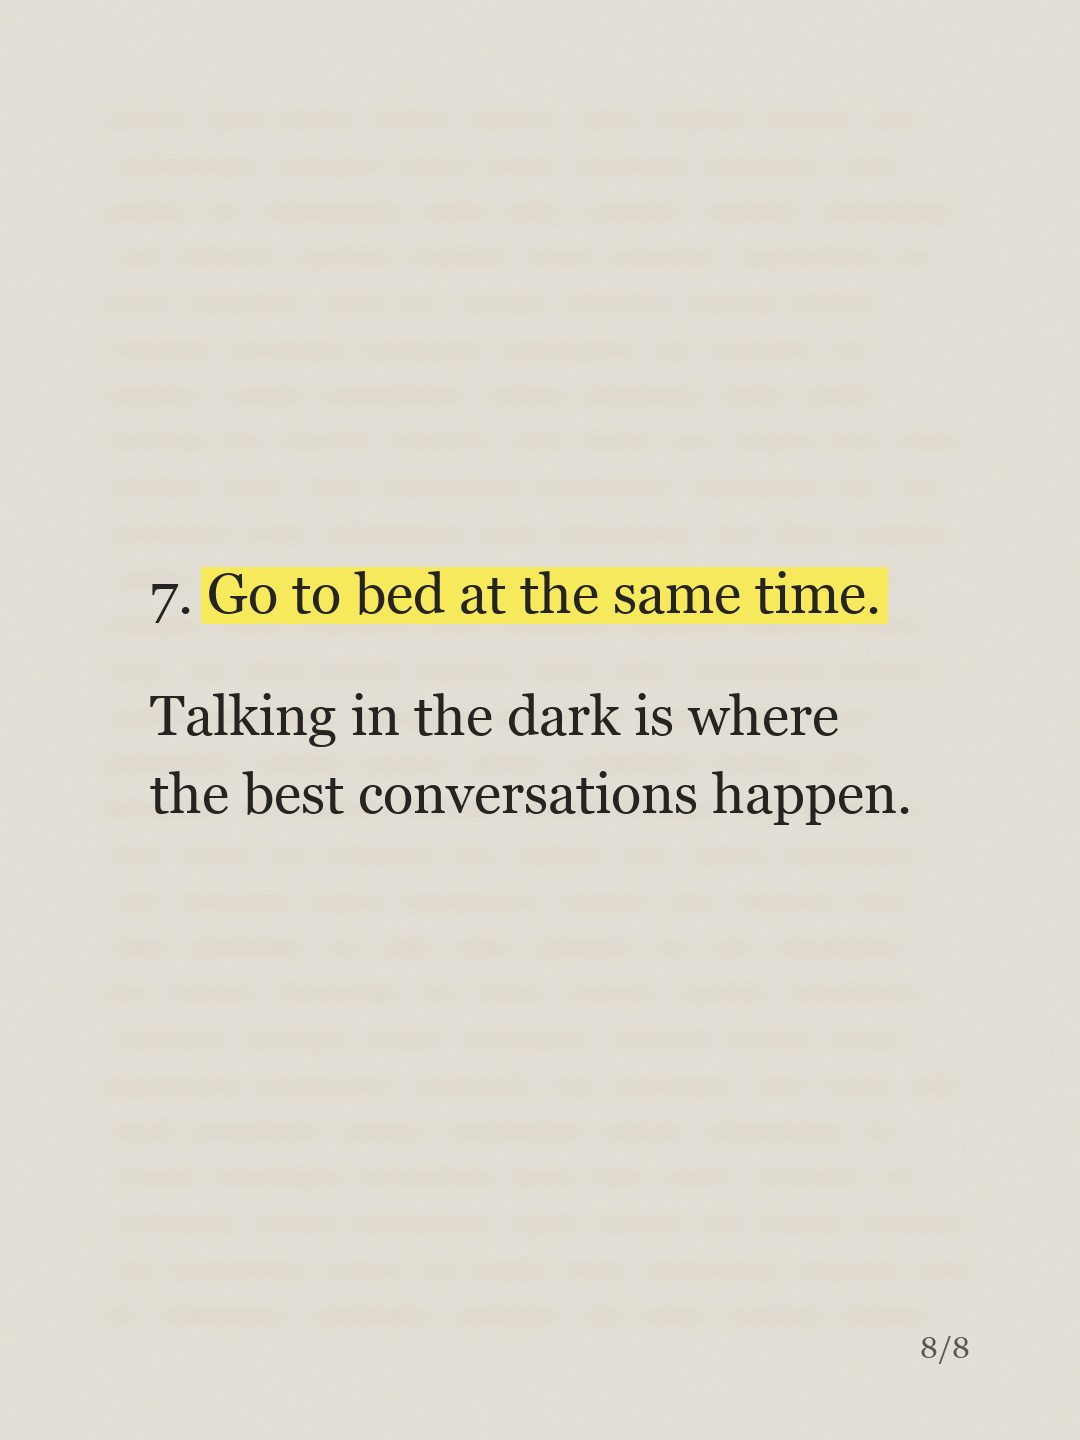 7. Go to bed at the same time.
Talking in the dark is where
the best conversations happen.
8/8